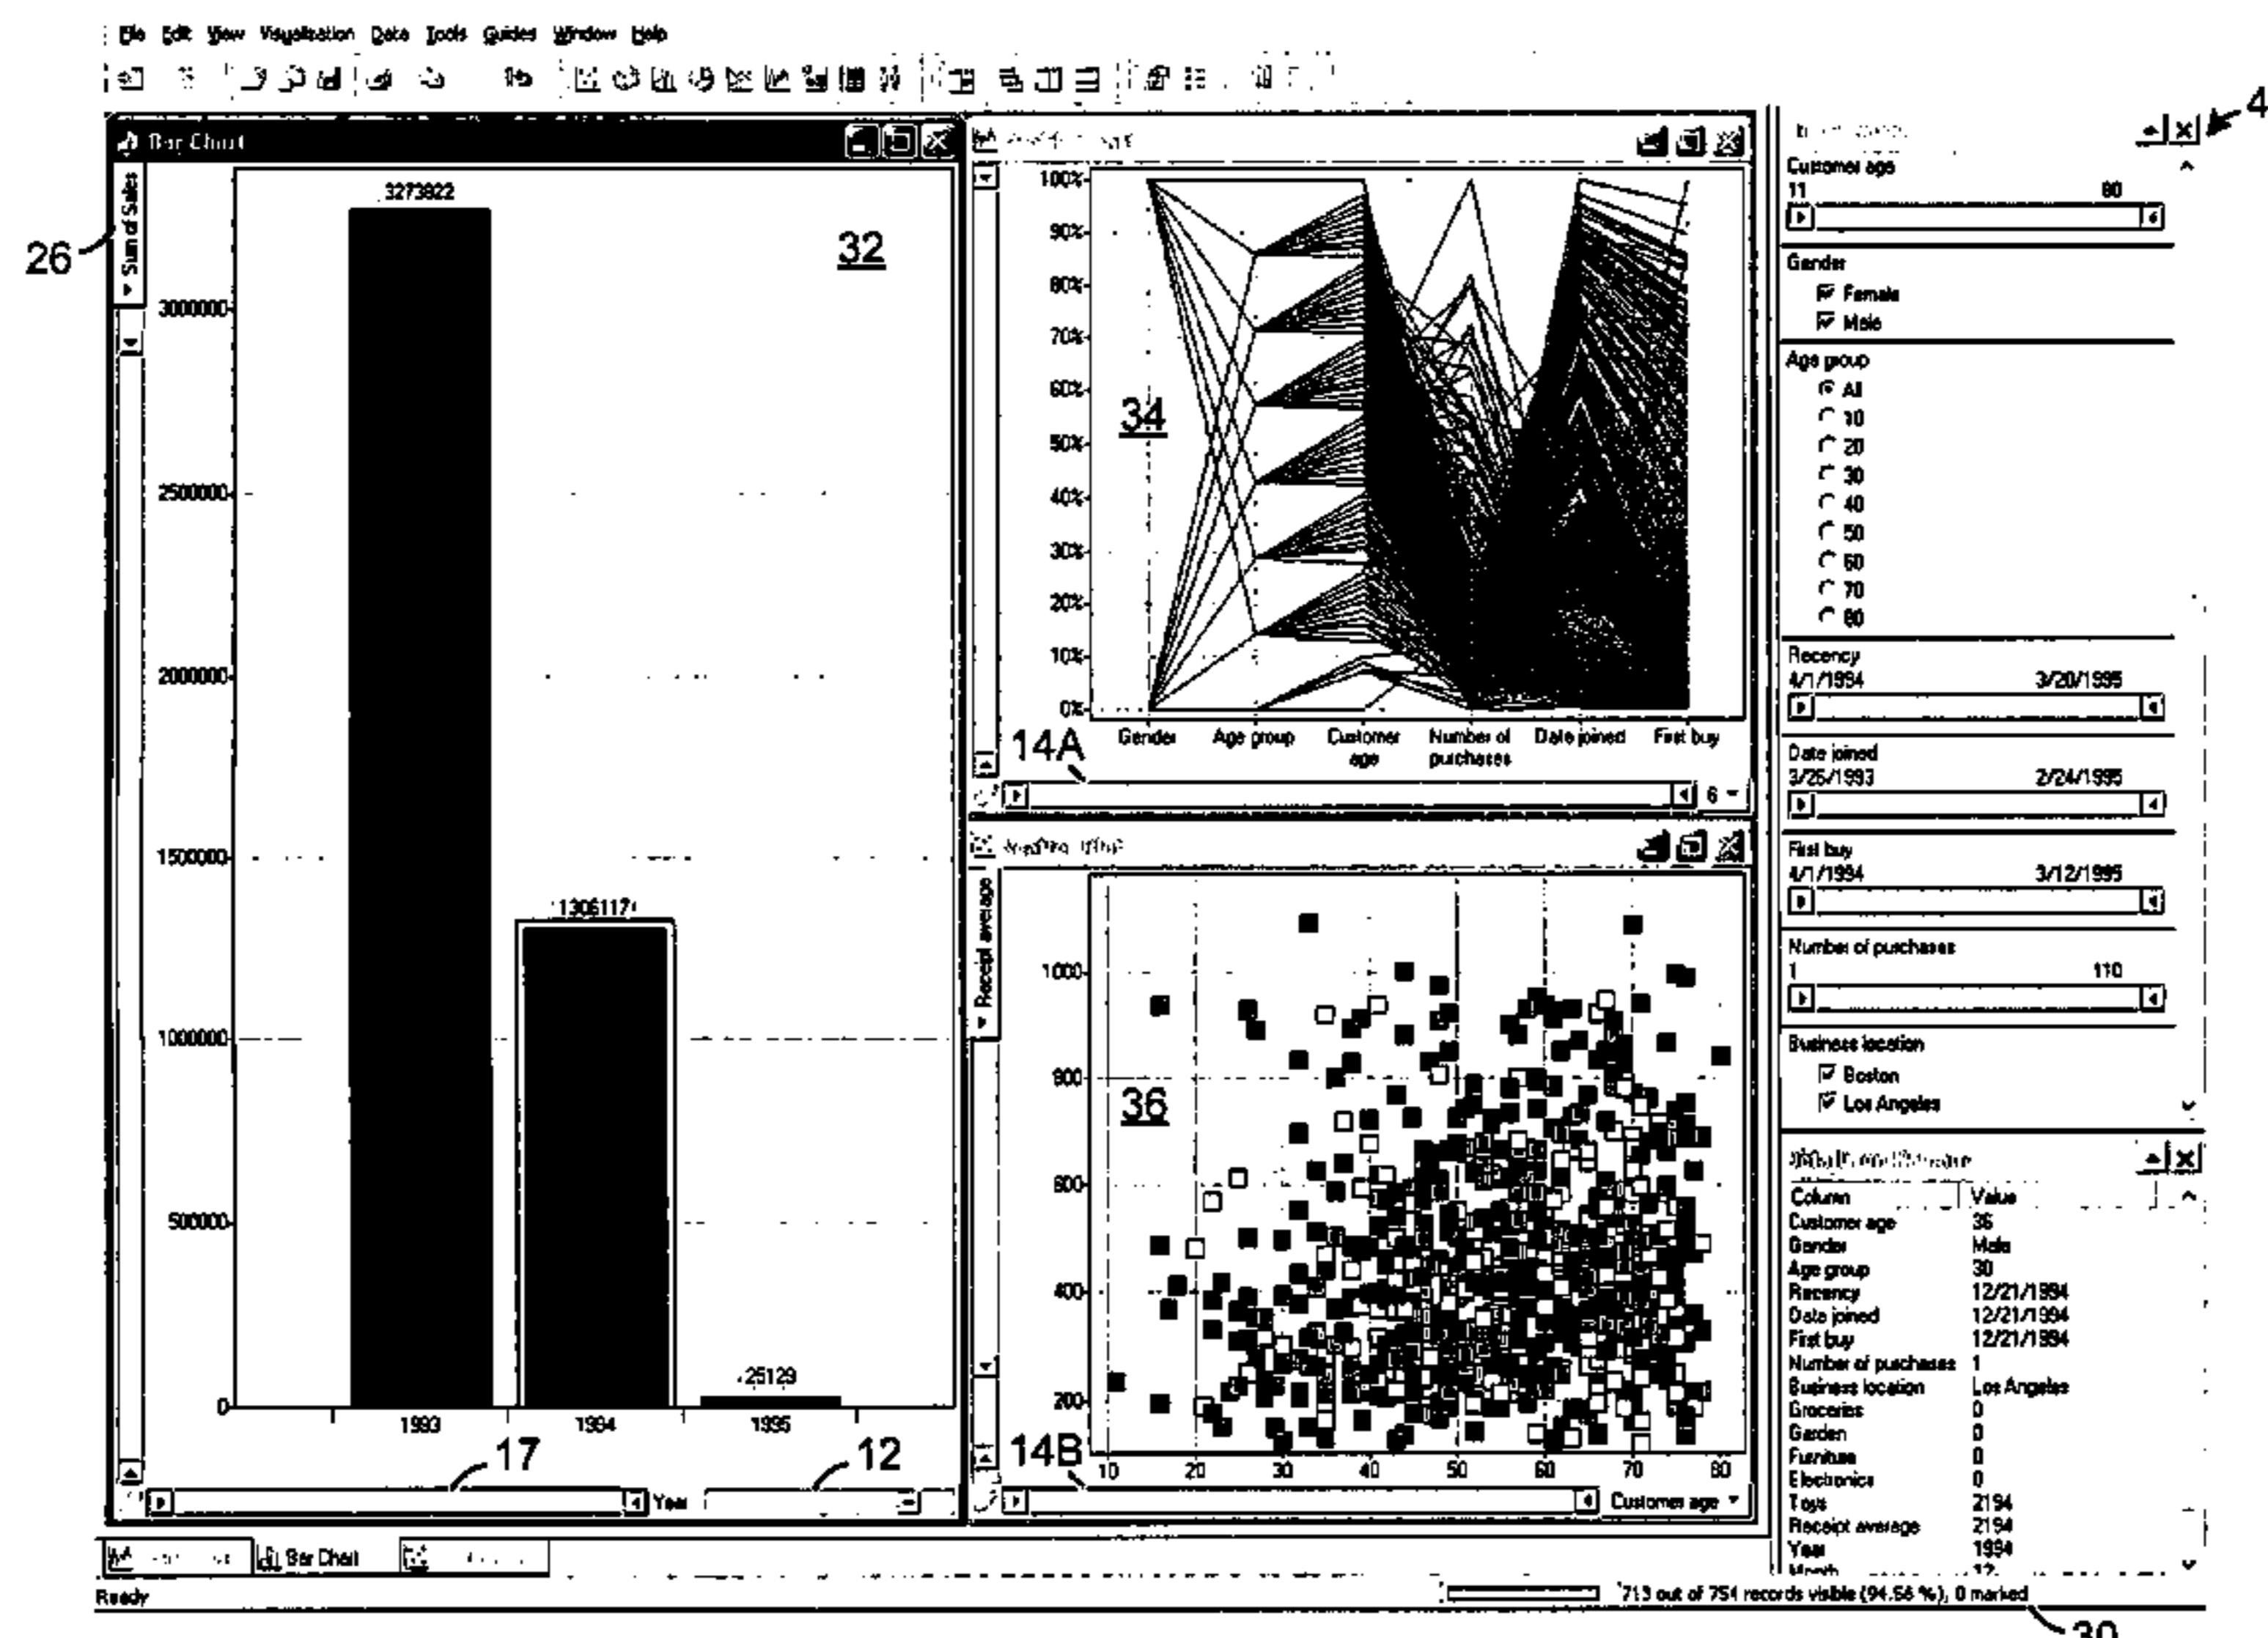 File Edit View Visualization Data Tools Guides Window Help
4
Bar Chart
Sum of Sales
26
32
3273822
3000000
2500000
2000000
1500000
1306117
1000000
500000
25129
0
1993 1994 1995
17
12
Year
100%
90%
80%
70%
60%
50%
40%
30%
20%
10%
0%
34
Gender Age group Customer age Number of purchases Date joined First buy
14A
6
Receipt average
36
1000
800
600
400
200
10 20 30 40 50 60 70 80
14B
Customer age
Customer age
11 80
Gender
Female
Male
Age group
All
10
20
30
40
50
60
70
80
Recency
4/1/1994 3/20/1995
Date joined
3/26/1993 2/24/1995
First buy
4/1/1994 3/12/1995
Number of purchases
1 110
Business location
Boston
Los Angeles
Column Value
Customer age 36
Gender Male
Age group 30
Recency 12/21/1994
Date joined 12/21/1994
First buy 12/21/1994
Number of purchases 1
Business location Los Angeles
Groceries 0
Garden 0
Furniture 0
Electronics 0
Toys 2194
Receipt average 2194
Year 1994
Month 12
Bar Chart
Ready
713 out of 754 records visible (94.56 %), 0 marked
30